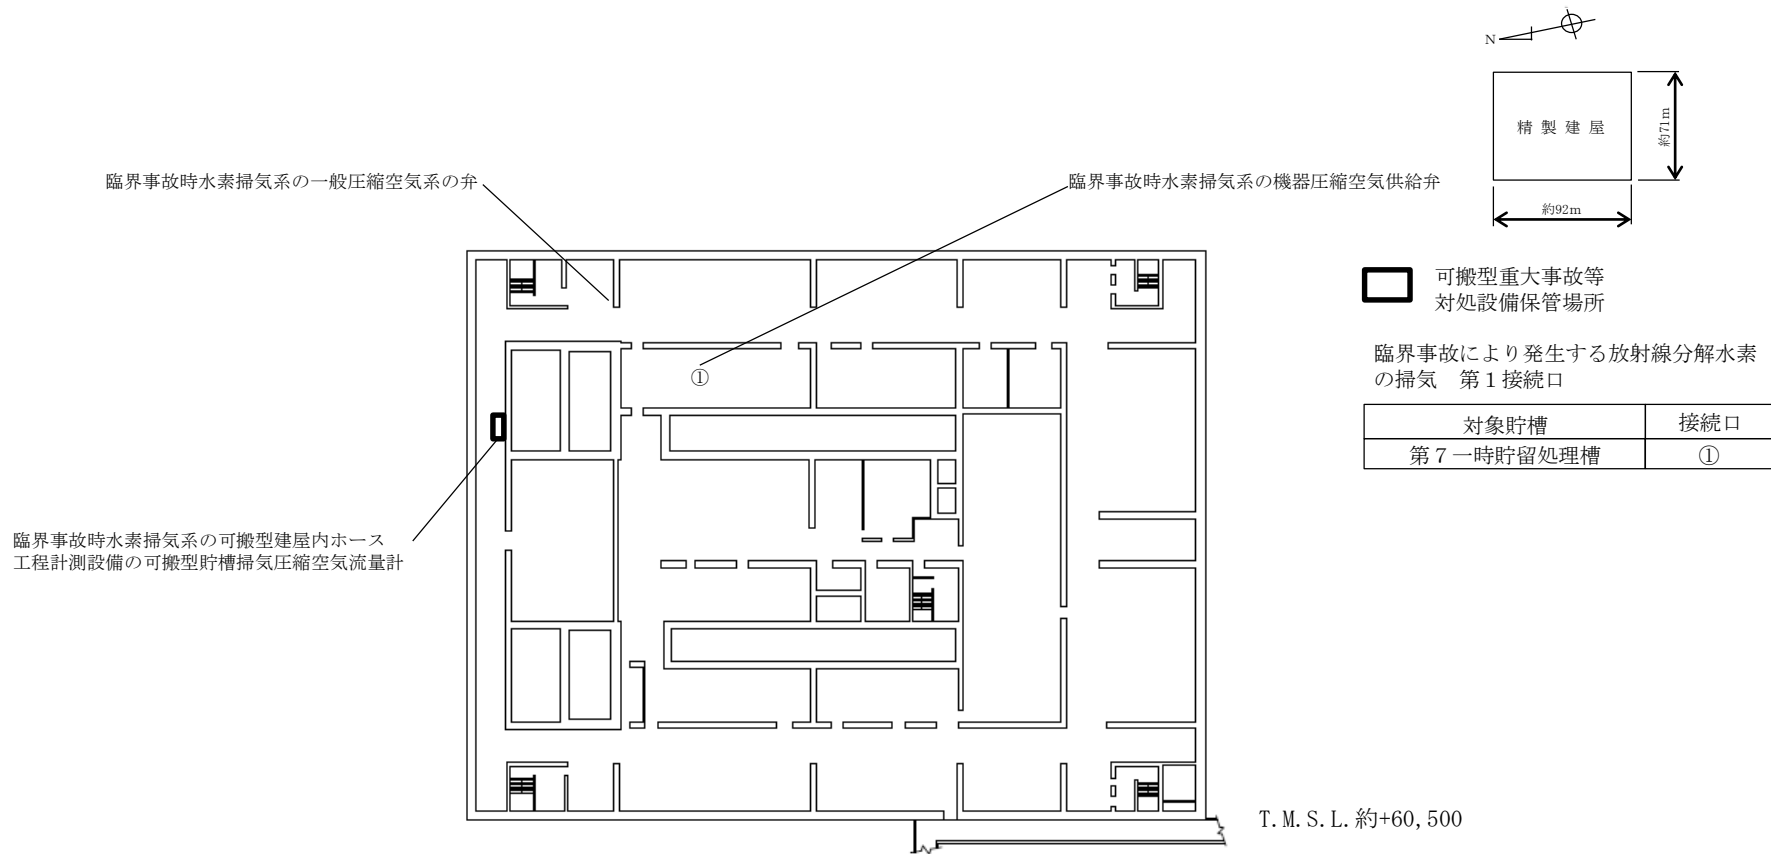 N
精製建屋
約71m
約92m
臨界事故時水素掃気系の一般圧縮空気系の弁
臨界事故時水素掃気系の機器圧縮空気供給弁
可搬型重大事故等
対処設備保管場所
臨界事故により発生する放射線分解水素
の掃気　第１接続口
対象貯槽 接続口
第７一時貯留処理槽 ①
①
臨界事故時水素掃気系の可搬型建屋内ホース
工程計測設備の可搬型貯槽掃気圧縮空気流量計
T.M.S.L.約+60,500